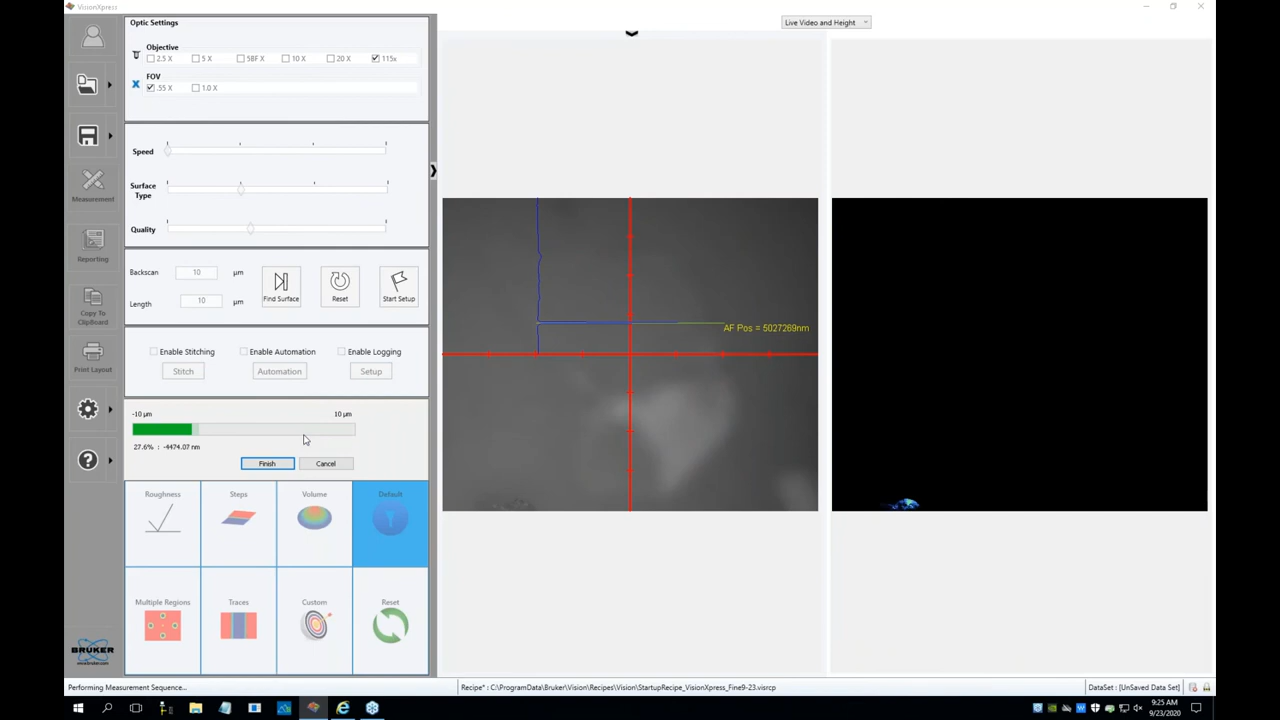 VisionXpress
Optic Settings
Live Video and Height
Objective
2.5 X 5 X 5BF X 10 X 20 X 115x
FOV
.55 X 1.0 X
Speed
Surface
Type
Quality
Measurement
Reporting
Copy To
ClipBoard
Print Layout
Backscan 10 µm
Length 10 µm
Find Surface Reset Start Setup
Enable Stitching Enable Automation Enable Logging
Stitch Automation Setup
-10 µm 10 µm
27.6% : -4474.07 nm
Finish Cancel
Roughness Steps Volume Default
Multiple Regions Traces Custom Reset
AF Pos = 5027269nm
BRUKER
www.bruker.com
Performing Measurement Sequence...
Recipe* : C:\ProgramData\Bruker\Vision\Recipes\Vision\StartupRecipe_VisionXpress_Fine9-23.visrcp
DataSet : [UnSaved Data Set]
9:25 AM
9/23/2020